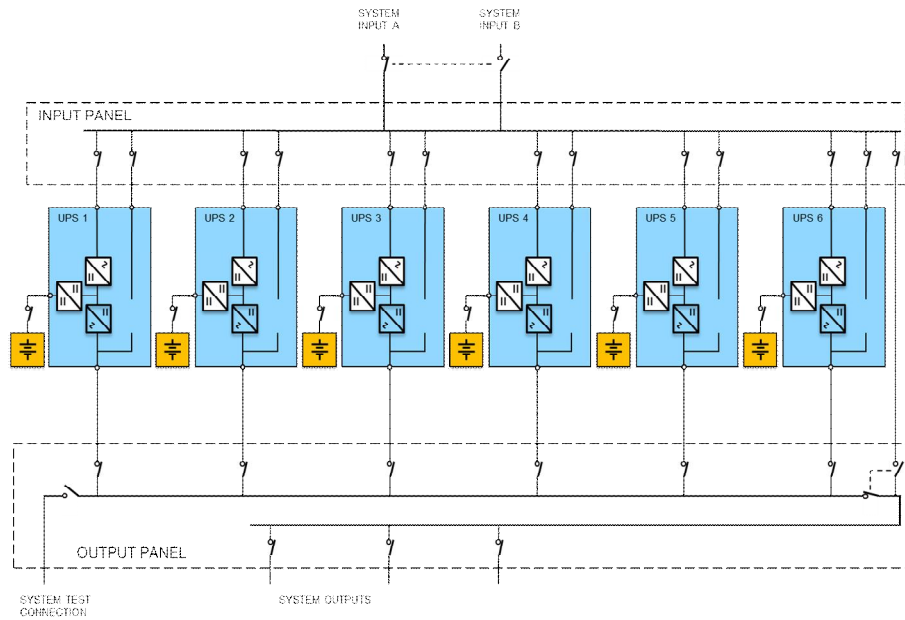 SYSTEM
INPUT A
SYSTEM
INPUT B
INPUT PANEL
UPS 1
UPS 2
UPS 3
UPS 4
UPS 5
UPS 6
OUTPUT PANEL
SYSTEM TEST
CONNECTION
SYSTEM OUTPUTS